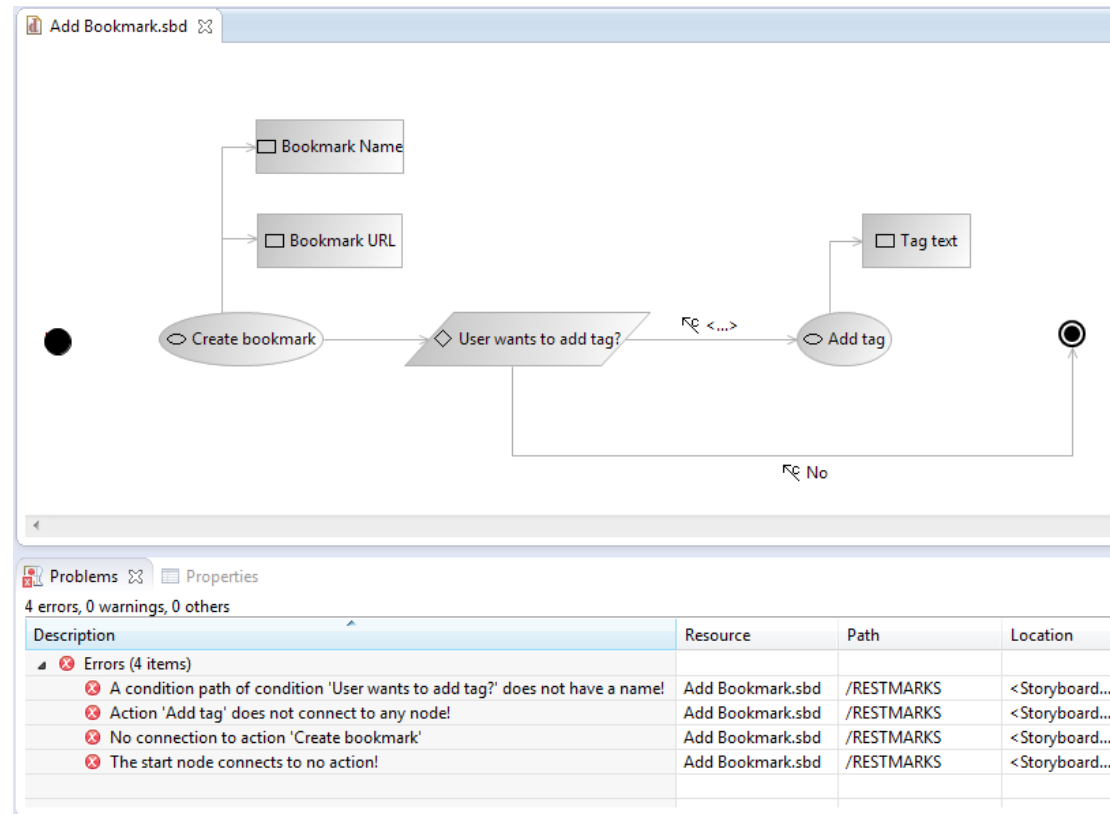 Add Bookmark.sbd
Bookmark Name
Bookmark URL
Tag text
<...>
Create bookmark
User wants to add tag?
Add tag
No
Problems
Properties
4 errors, 0 warnings, 0 others
Description Resource Path Location
Errors (4 items)
A condition path of condition 'User wants to add tag?' does not have a name! Add Bookmark.sbd /RESTMARKS <Storyboard...
Action 'Add tag' does not connect to any node! Add Bookmark.sbd /RESTMARKS <Storyboard...
No connection to action 'Create bookmark' Add Bookmark.sbd /RESTMARKS <Storyboard...
The start node connects to no action! Add Bookmark.sbd /RESTMARKS <Storyboard...